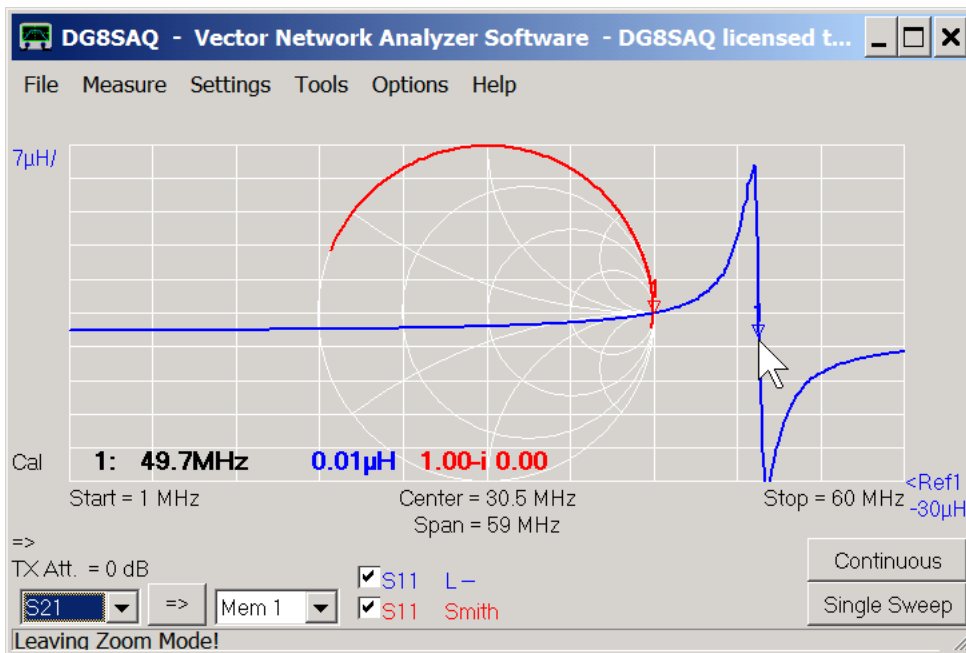 DG8SAQ - Vector Network Analyzer Software - DG8SAQ licensed t...
File Measure Settings Tools Options Help
7µH/
Cal 1: 49.7MHz 0.01µH 1.00-i 0.00
<Ref1
-30µH
Start = 1 MHz Center = 30.5 MHz Stop = 60 MHz
Span = 59 MHz
=>
TX Att. = 0 dB
Continuous
S11 L–
S21 => Mem 1
S11 Smith
Single Sweep
Leaving Zoom Mode!